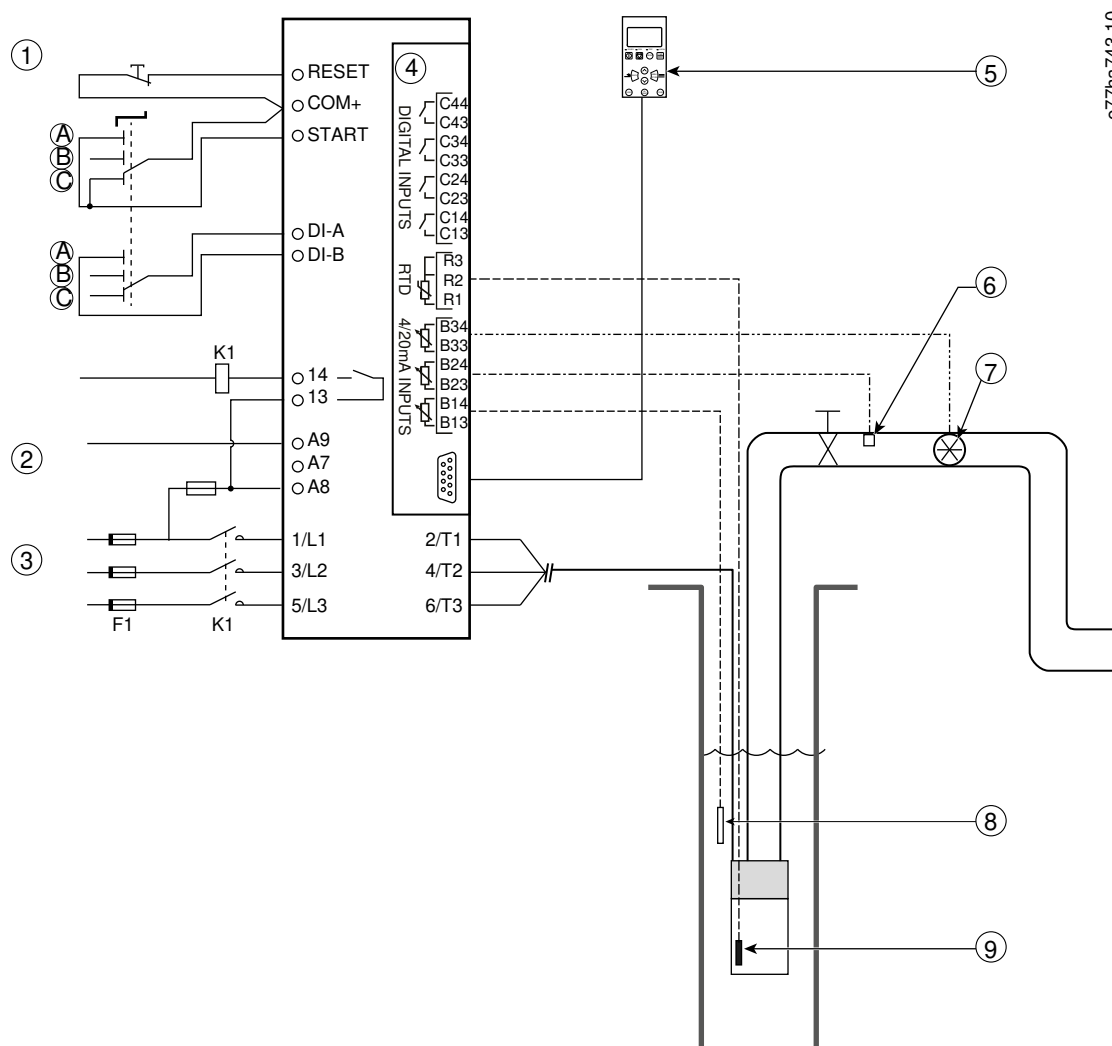 1
RESET
COM+
START
A
B
C
DI-A
DI-B
A
B
C
K1
14
13
2
A9
A7
A8
3
1/L1
3/L2
5/L3
F1
K1
2/T1
4/T2
6/T3
4
DIGITAL INPUTS
C44
C43
C34
C33
C24
C23
C14
C13
RTD
R3
R2
R1
4/20mA INPUTS
B34
B33
B24
B23
B14
B13
5
6
7
8
9